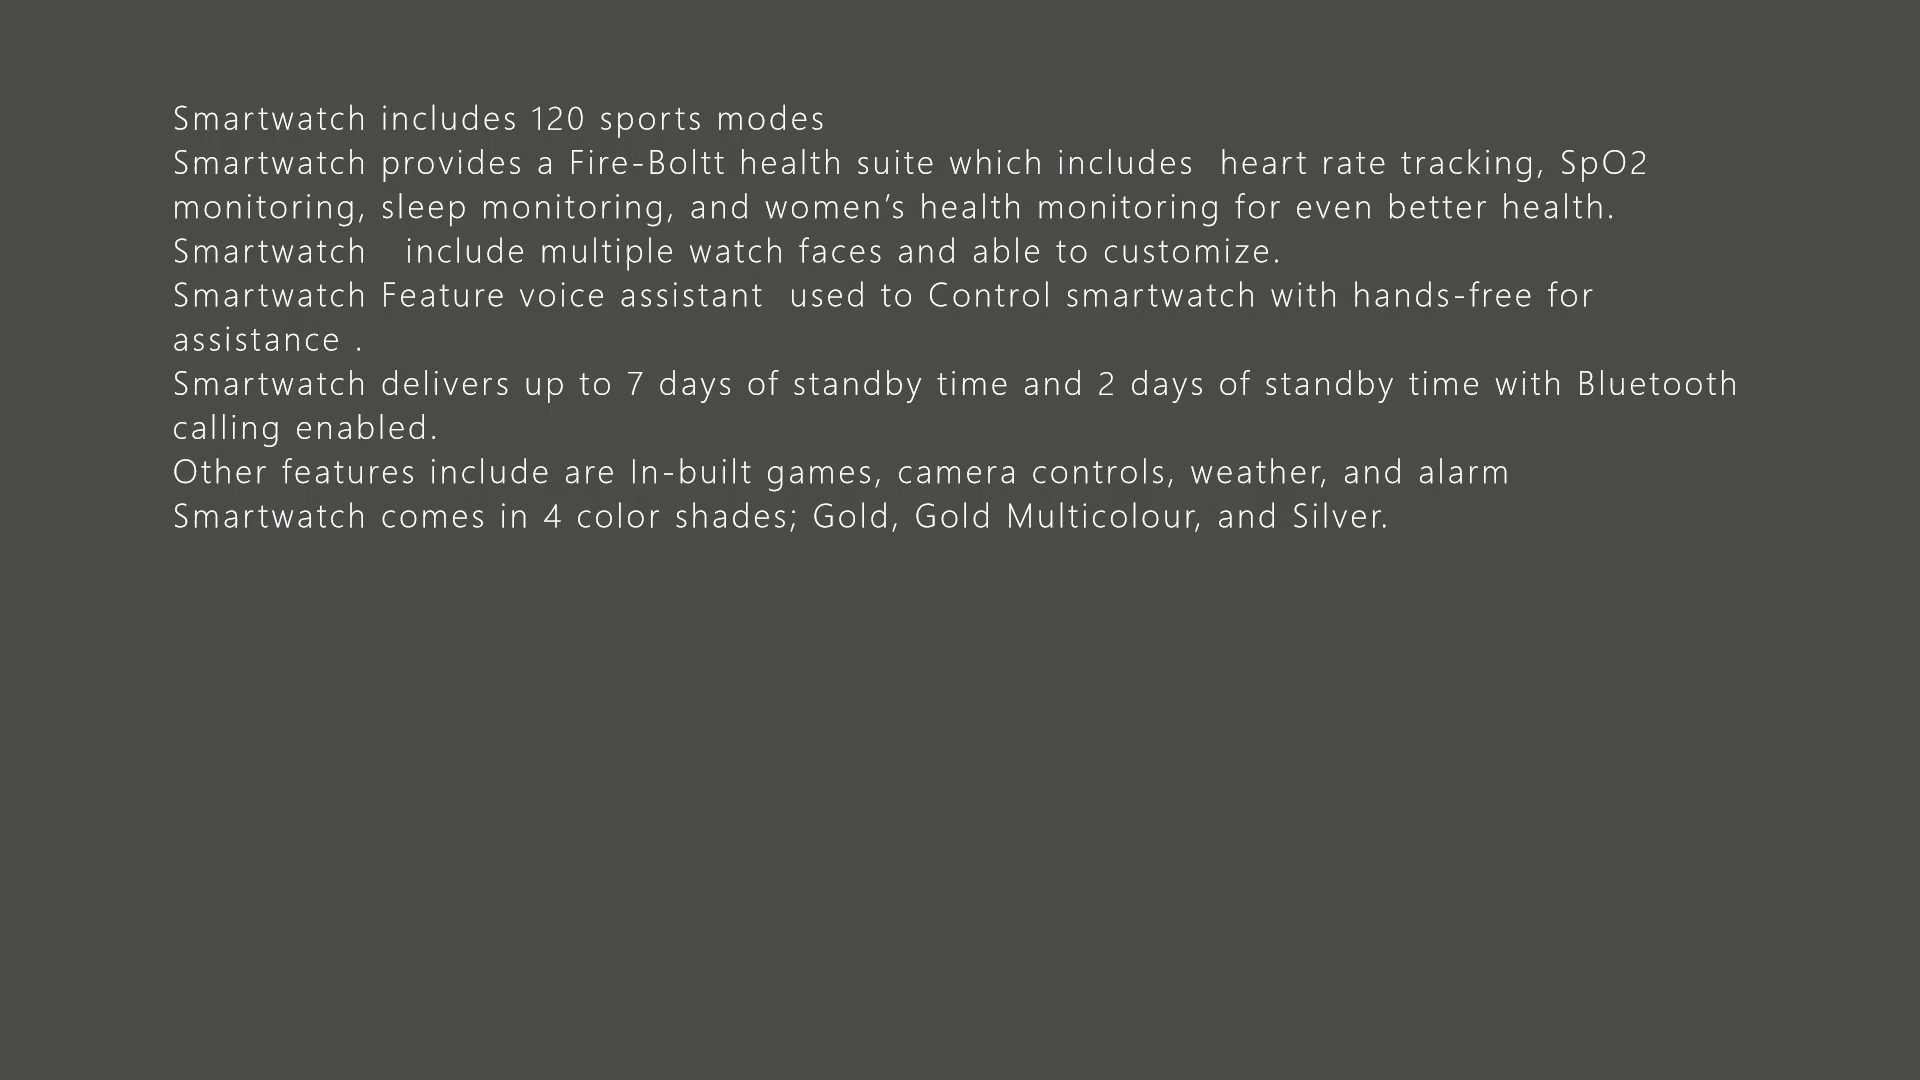 Smartwatch includes 120 sports modes
Smartwatch provides a Fire-Boltt health suite which includes  heart rate tracking, SpO2
monitoring, sleep monitoring, and women’s health monitoring for even better health.
Smartwatch   include multiple watch faces and able to customize.
Smartwatch Feature voice assistant  used to Control smartwatch with hands-free for
assistance .
Smartwatch delivers up to 7 days of standby time and 2 days of standby time with Bluetooth
calling enabled.
Other features include are In-built games, camera controls, weather, and alarm
Smartwatch comes in 4 color shades; Gold, Gold Multicolour, and Silver.